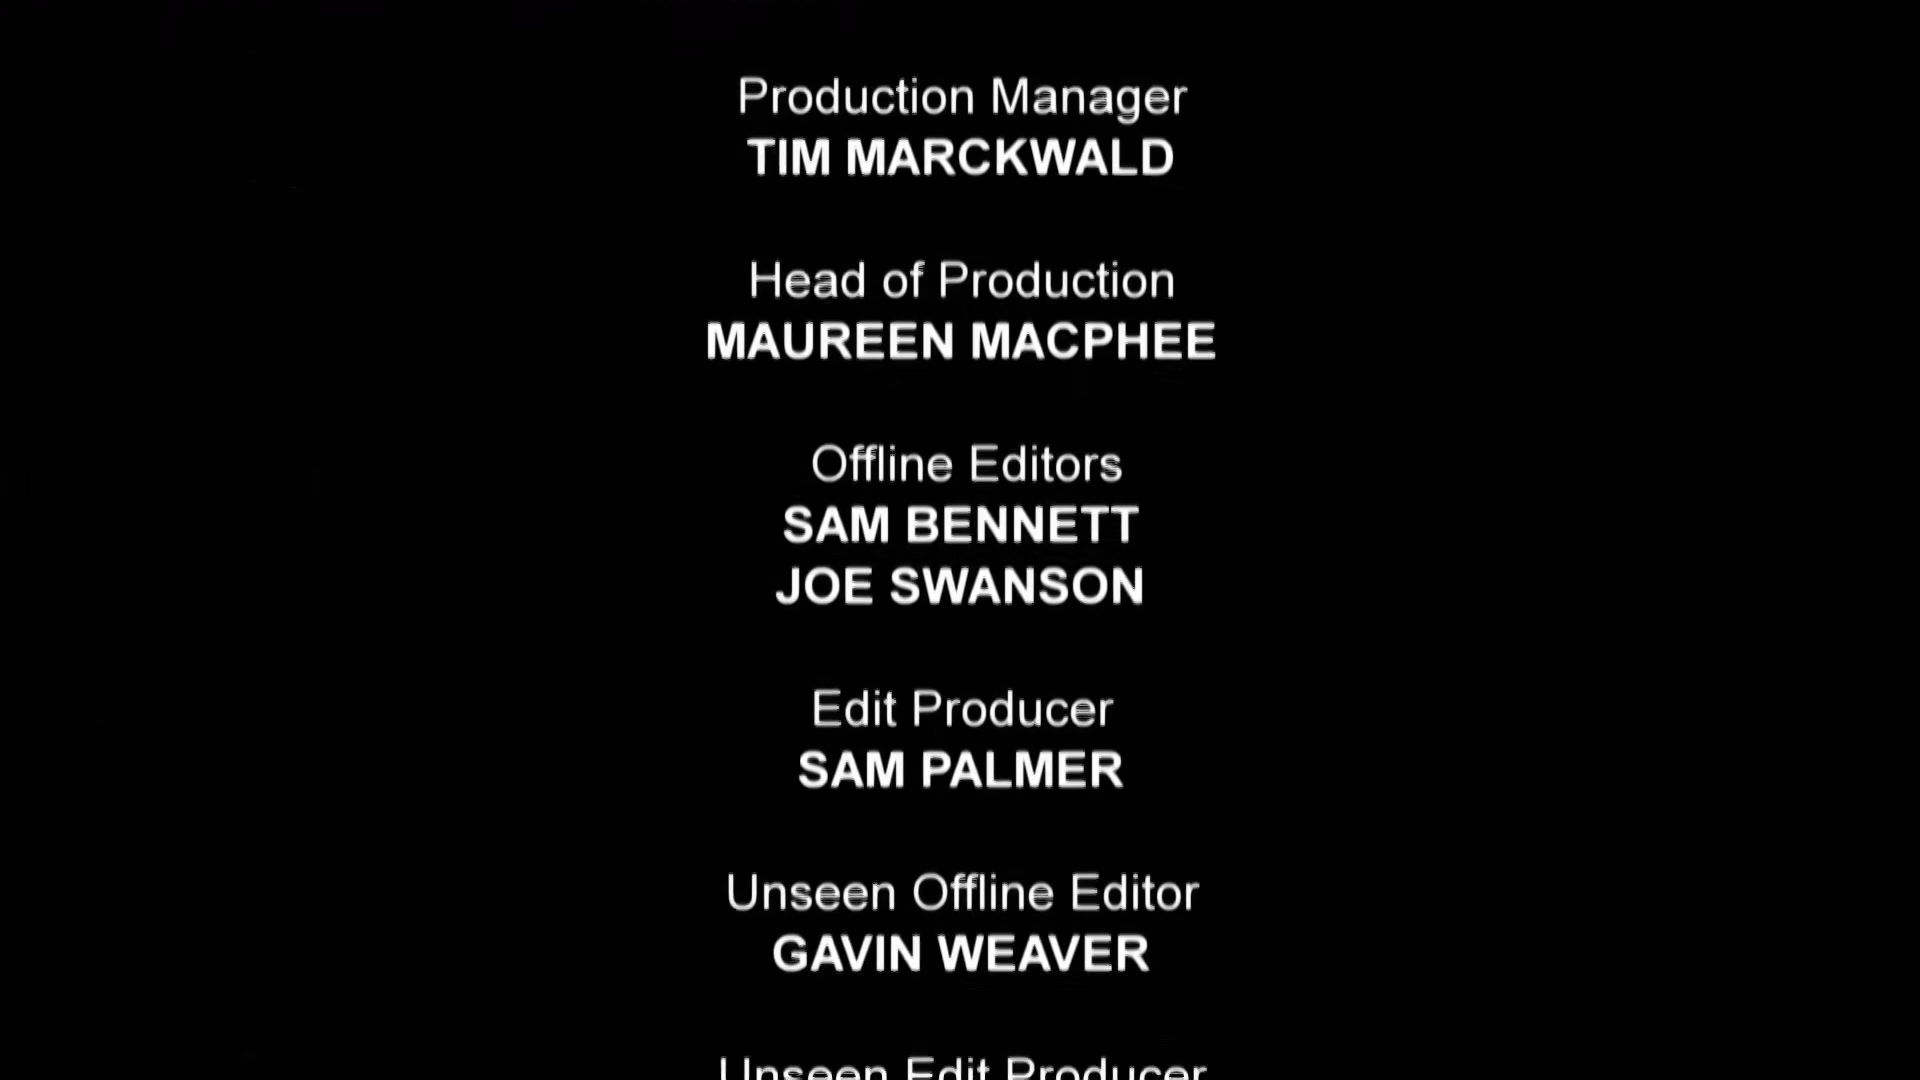 Production Manager
TIM MARCKWALD
Head of Production
MAUREEN MACPHEE
Offline Editors
SAM BENNETT
JOE SWANSON
Edit Producer
SAM PALMER
Unseen Offline Editor
GAVIN WEAVER
Unseen Edit Producer